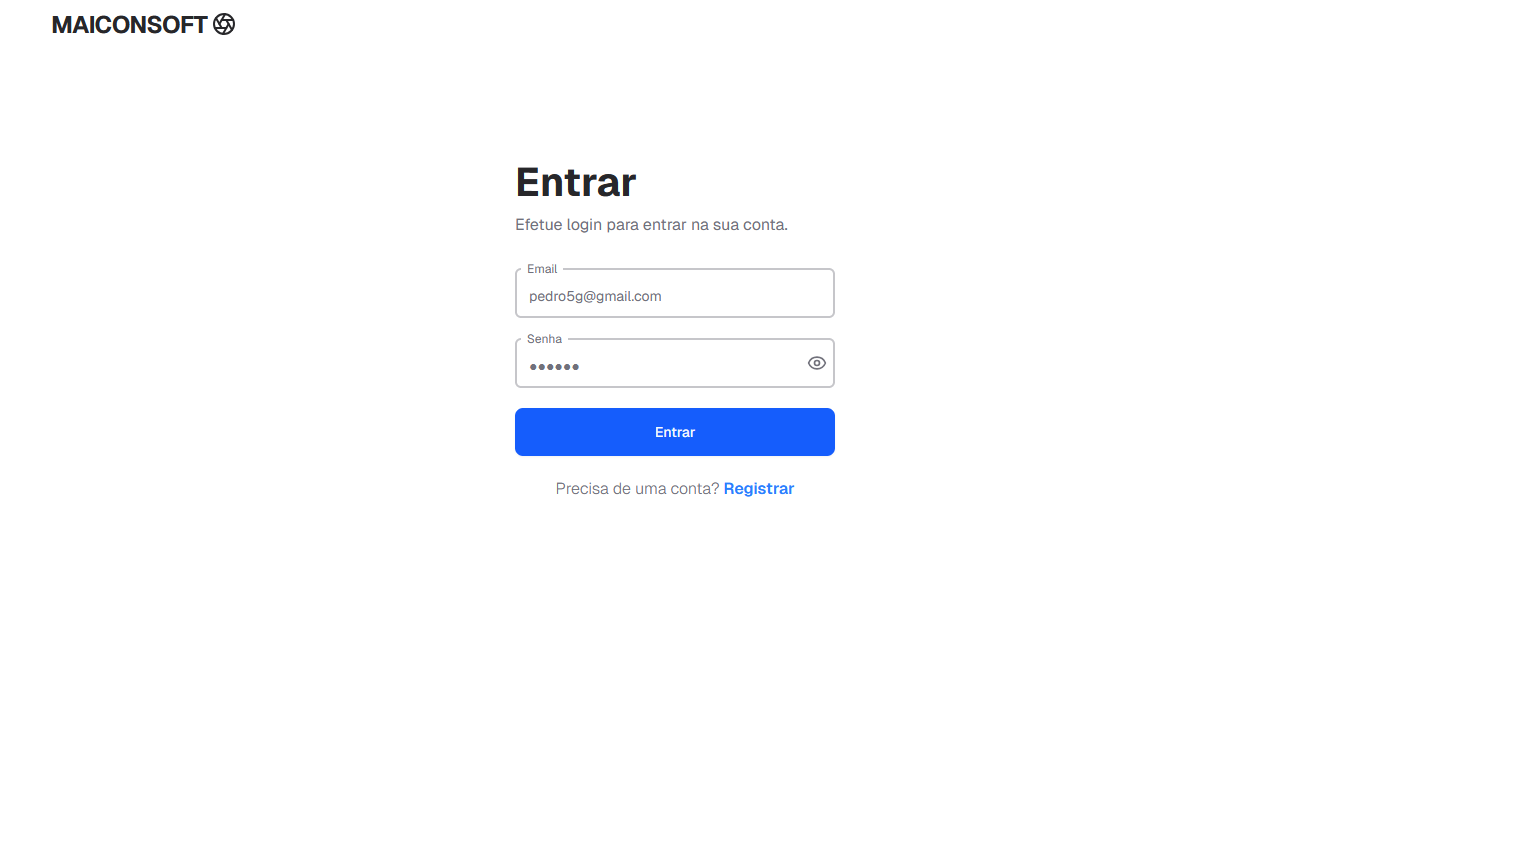 MAICONSOFT
Entrar
Efetue login para entrar na sua conta.
Email
pedro5g@gmail.com
Senha
●●●●●●
Entrar
Precisa de uma conta? Registrar